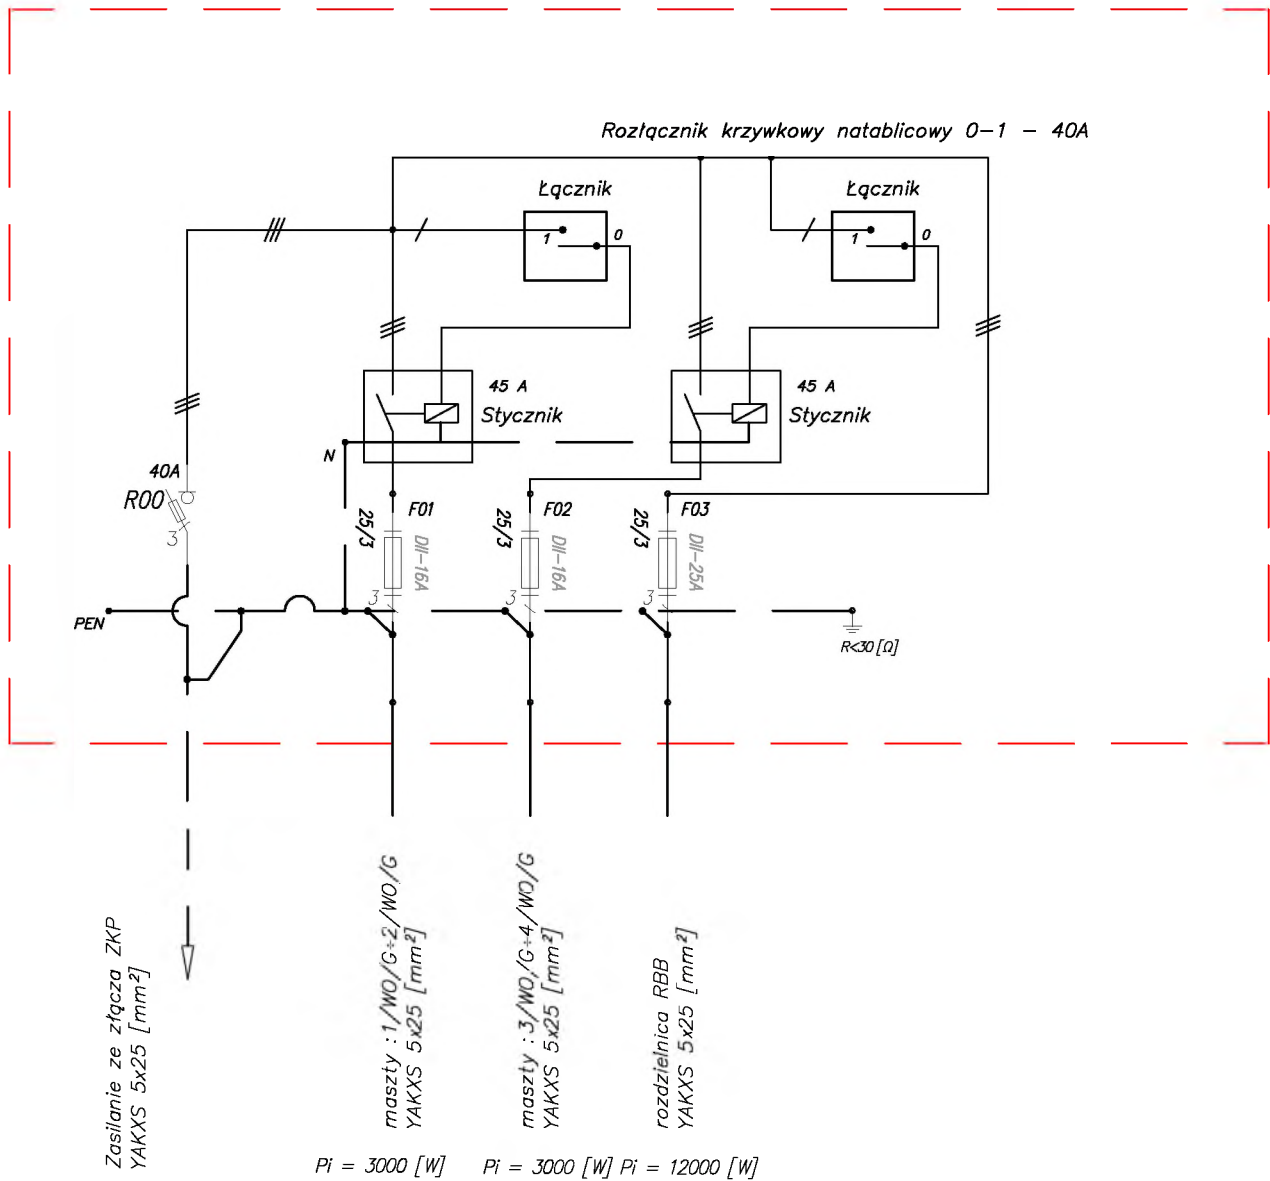 Rozłącznik krzywkowy natablicowy 0-1 - 40A
Łącznik
Łącznik
1
0
1
0
45 A
Stycznik
45 A
Stycznik
N
40A
R00
3
F01
25/3
DII-16A
3
F02
25/3
DII-16A
3
F03
25/3
DII-25A
3
PEN
R<30[Ω]
Zasilanie ze złącza ZKP
YAKXS 5x25 [mm²]
maszty :1/WO/G÷2/WO/G
YAKXS 5x25 [mm²]
maszty :3/WO/G÷4/WO/G
YAKXS 5x25 [mm²]
rozdzielnica RBB
YAKXS 5x25 [mm²]
Pi = 3000 [W]
Pi = 3000 [W]
Pi = 12000 [W]